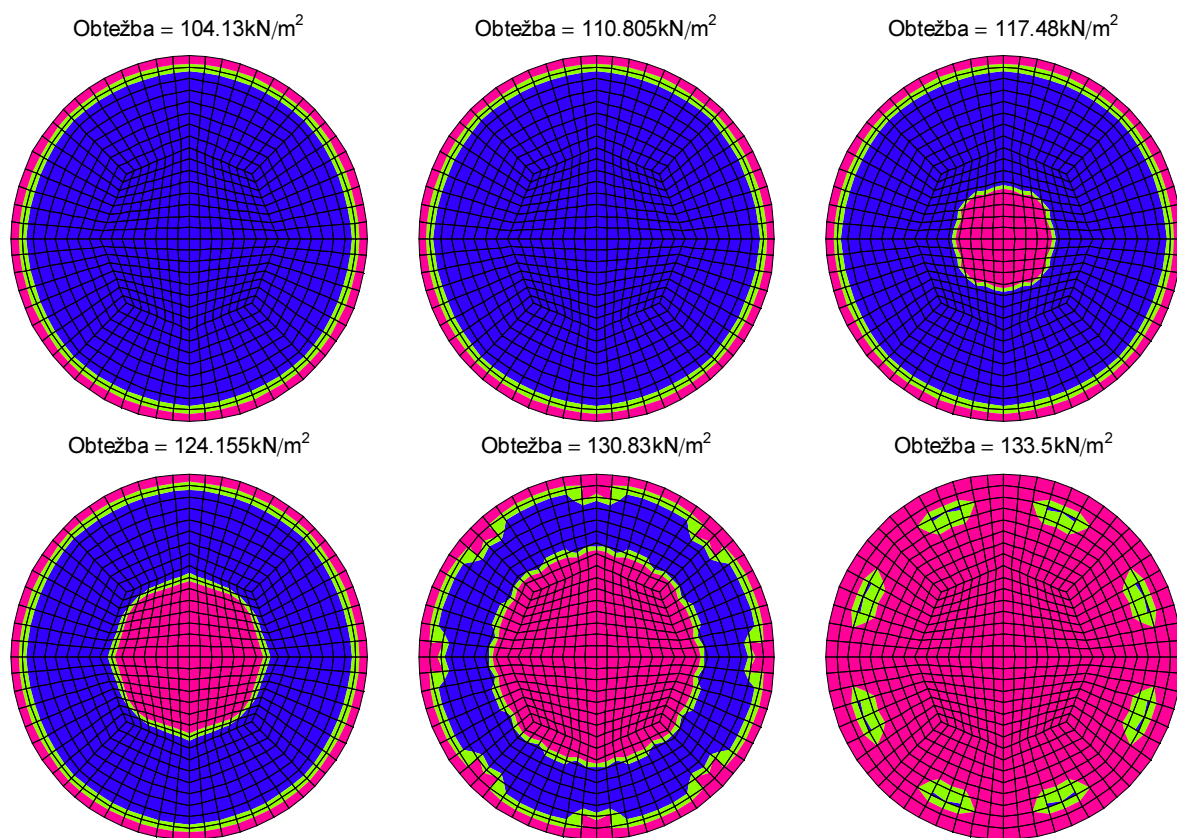 Obtežba = 104.13kN/m²
Obtežba = 110.805kN/m²
Obtežba = 117.48kN/m²
Obtežba = 124.155kN/m²
Obtežba = 130.83kN/m²
Obtežba = 133.5kN/m²